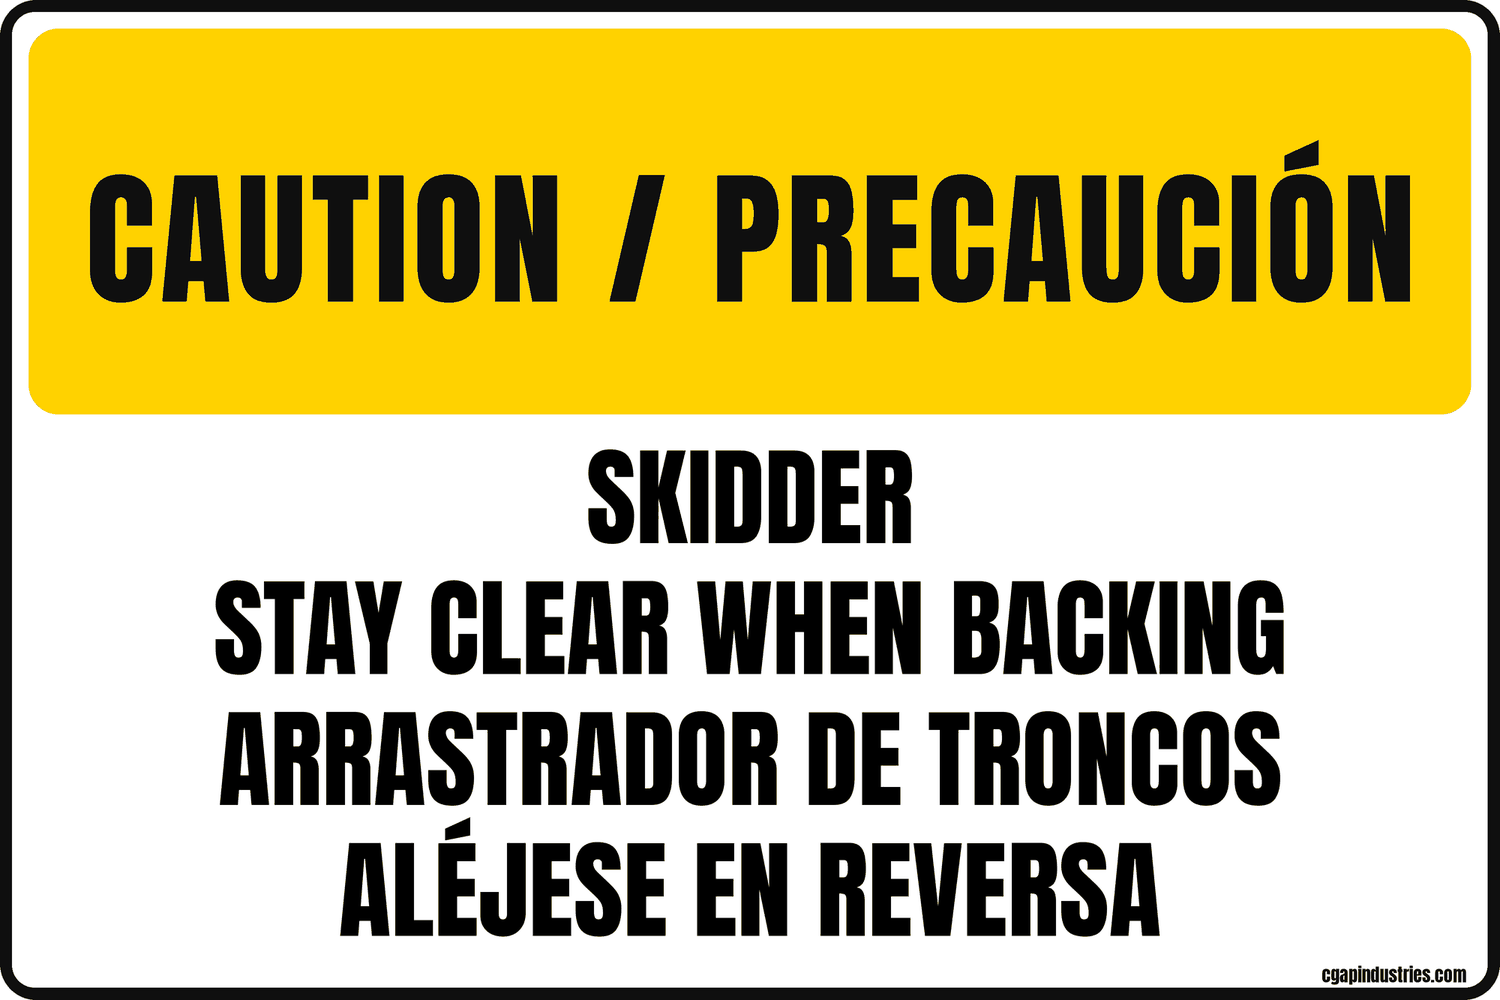 CAUTION / PRECAUCIÓN
SKIDDER
STAY CLEAR WHEN BACKING
ARRASTRADOR DE TRONCOS
ALÉJESE EN REVERSA
cgapindustries.com